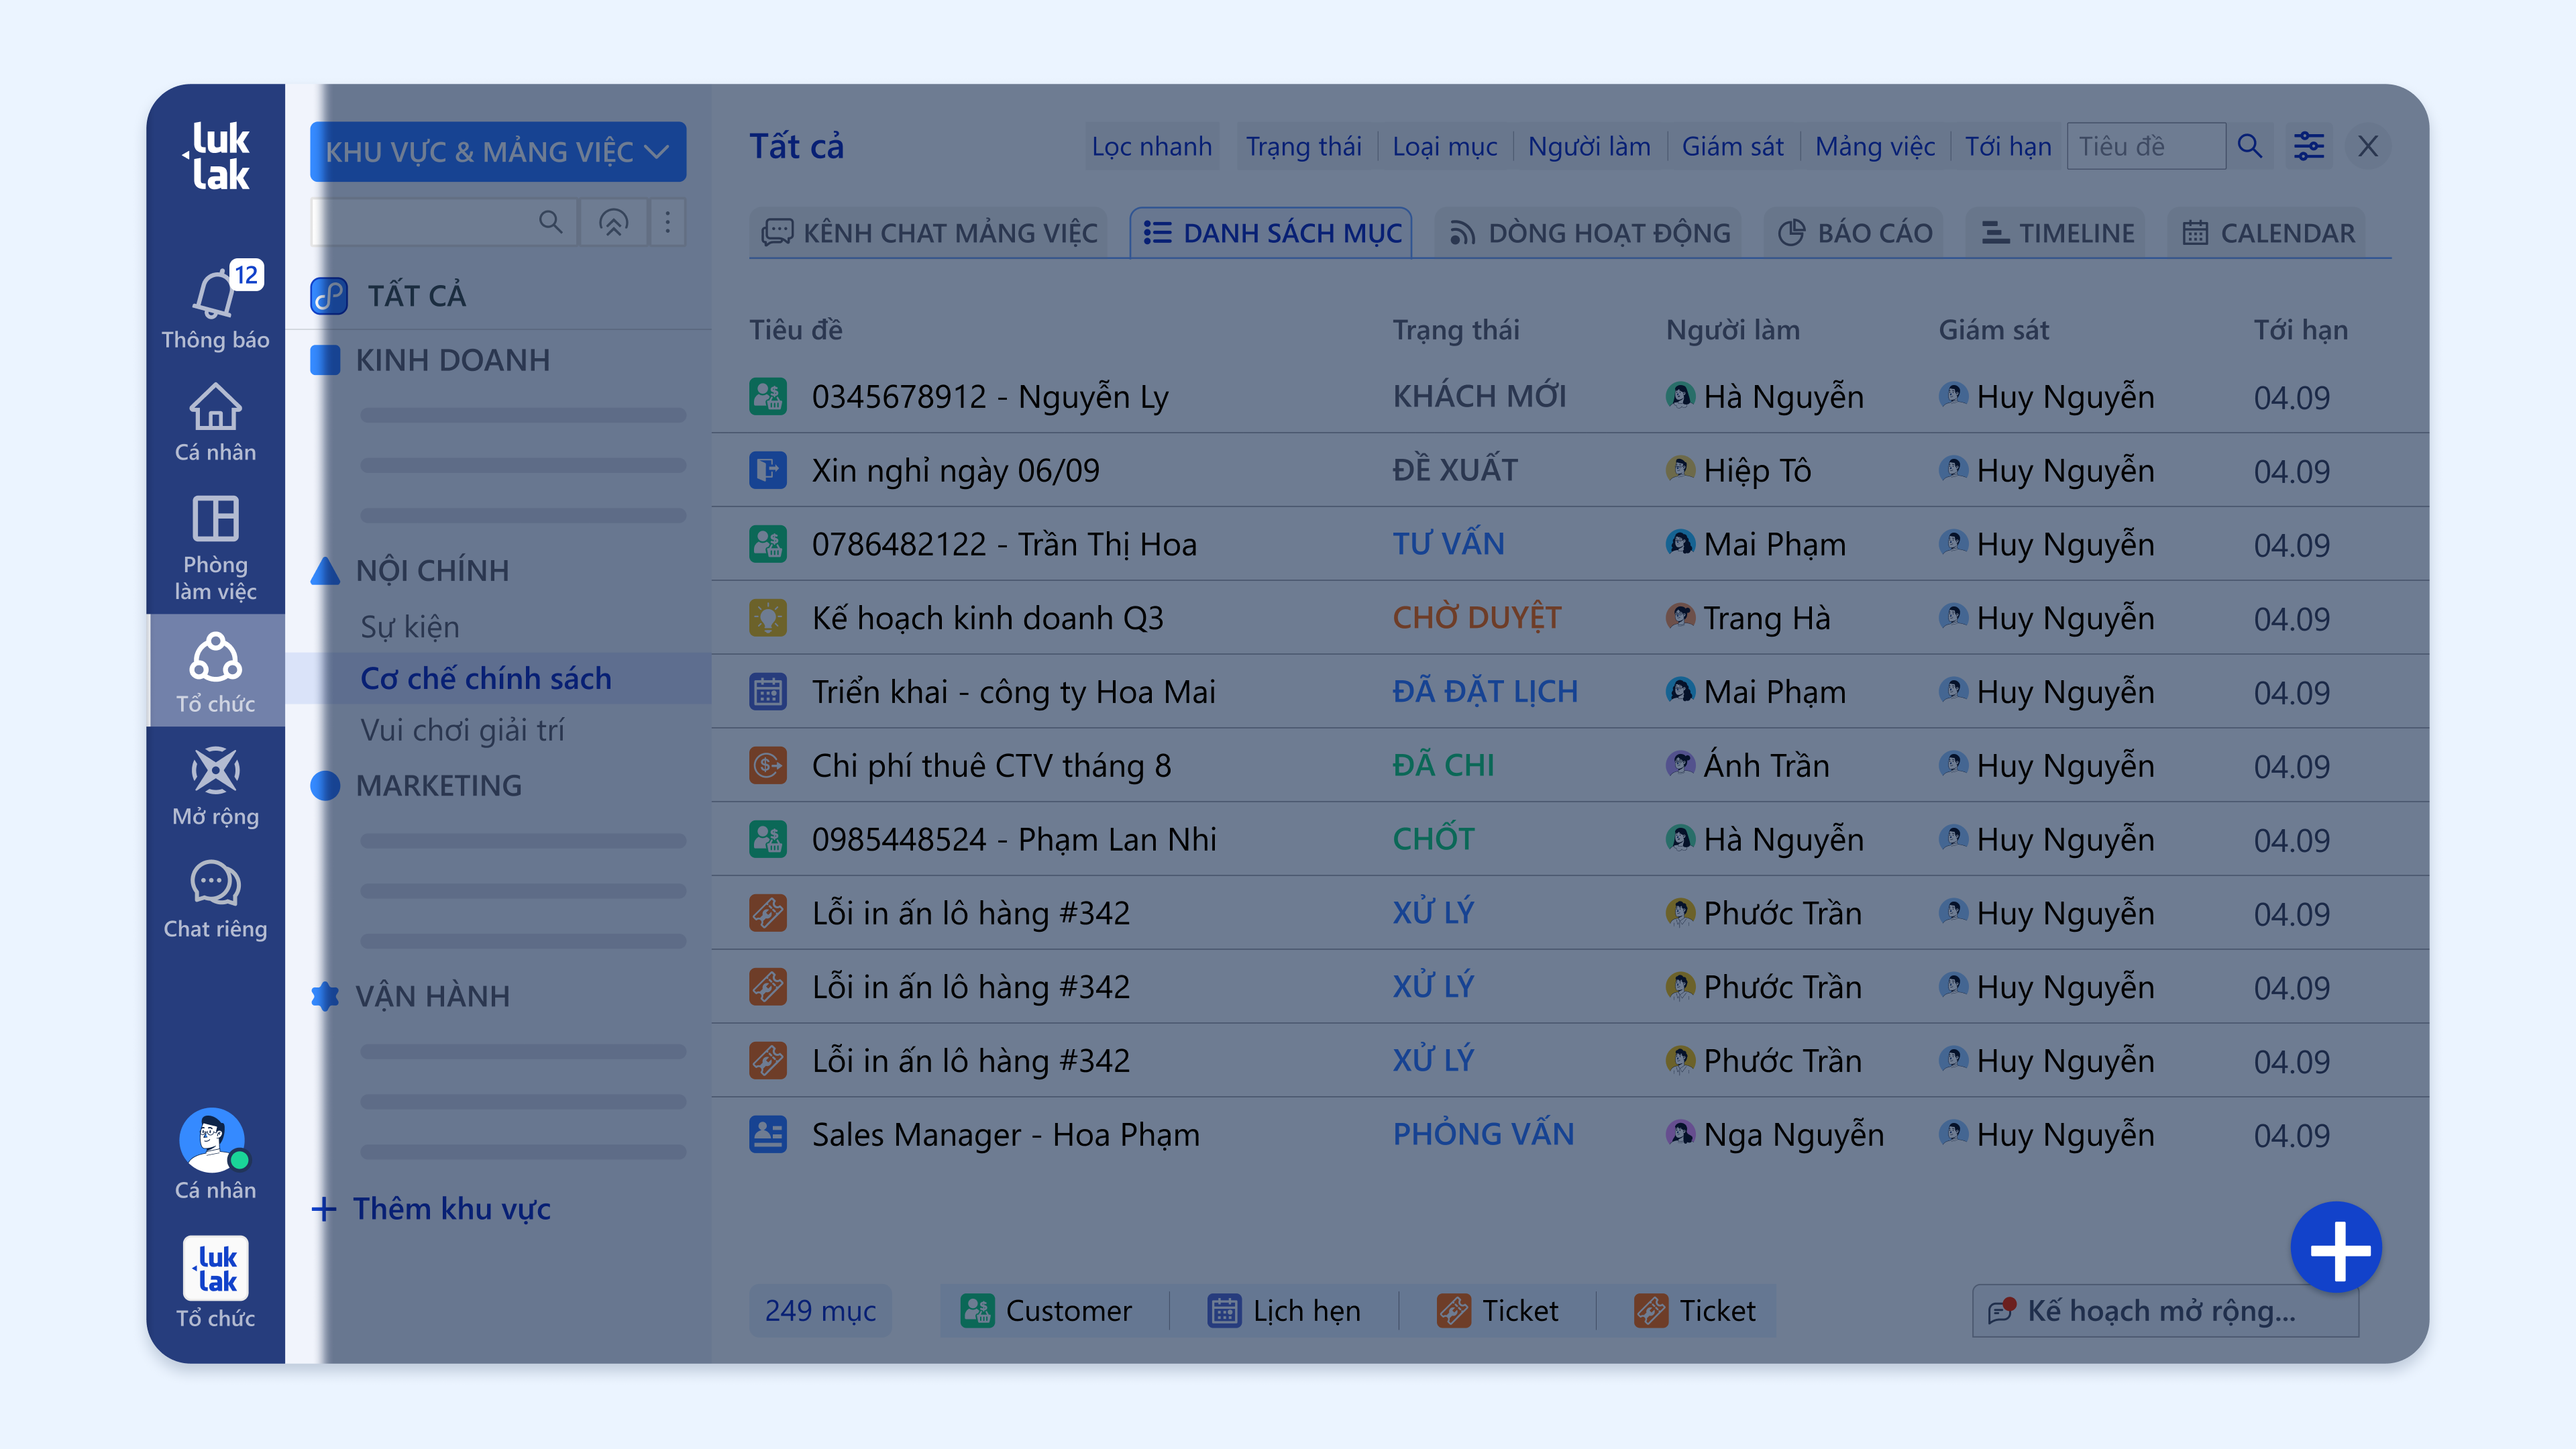 luk
lak
12
Thông báo
Cá nhân
Phòng
làm việc
Tổ chức
Mở rộng
Chat riêng
Cá nhân
luk
lak
Tổ chức
KHU VỰC & MẢNG VIỆC
TẤT CẢ
KINH DOANH
NỘI CHÍNH
Sự kiện
Cơ chế chính sách
Vui chơi giải trí
MARKETING
VẬN HÀNH
+ Thêm khu vực
Tất cả
Lọc nhanh Trạng thái Loại mục Người làm Giám sát Mảng việc Tới hạn Tiêu đề X
KÊNH CHAT MẢNG VIỆC DANH SÁCH MỤC DÒNG HOẠT ĐỘNG BÁO CÁO TIMELINE CALENDAR
Tiêu đề Trạng thái Người làm Giám sát Tới hạn
0345678912 - Nguyễn Ly KHÁCH MỚI Hà Nguyễn Huy Nguyễn 04.09
Xin nghỉ ngày 06/09 ĐỀ XUẤT Hiệp Tô Huy Nguyễn 04.09
0786482122 - Trần Thị Hoa TƯ VẤN Mai Phạm Huy Nguyễn 04.09
Kế hoạch kinh doanh Q3 CHỜ DUYỆT Trang Hà Huy Nguyễn 04.09
Triển khai - công ty Hoa Mai ĐÃ ĐẶT LỊCH Mai Phạm Huy Nguyễn 04.09
Chi phí thuê CTV tháng 8 ĐÃ CHI Ánh Trần Huy Nguyễn 04.09
0985448524 - Phạm Lan Nhi CHỐT Hà Nguyễn Huy Nguyễn 04.09
Lỗi in ấn lô hàng #342 XỬ LÝ Phước Trần Huy Nguyễn 04.09
Lỗi in ấn lô hàng #342 XỬ LÝ Phước Trần Huy Nguyễn 04.09
Lỗi in ấn lô hàng #342 XỬ LÝ Phước Trần Huy Nguyễn 04.09
Sales Manager - Hoa Phạm PHỎNG VẤN Nga Nguyễn Huy Nguyễn 04.09
249 mục Customer Lịch hẹn Ticket Ticket Kế hoạch mở rộng...